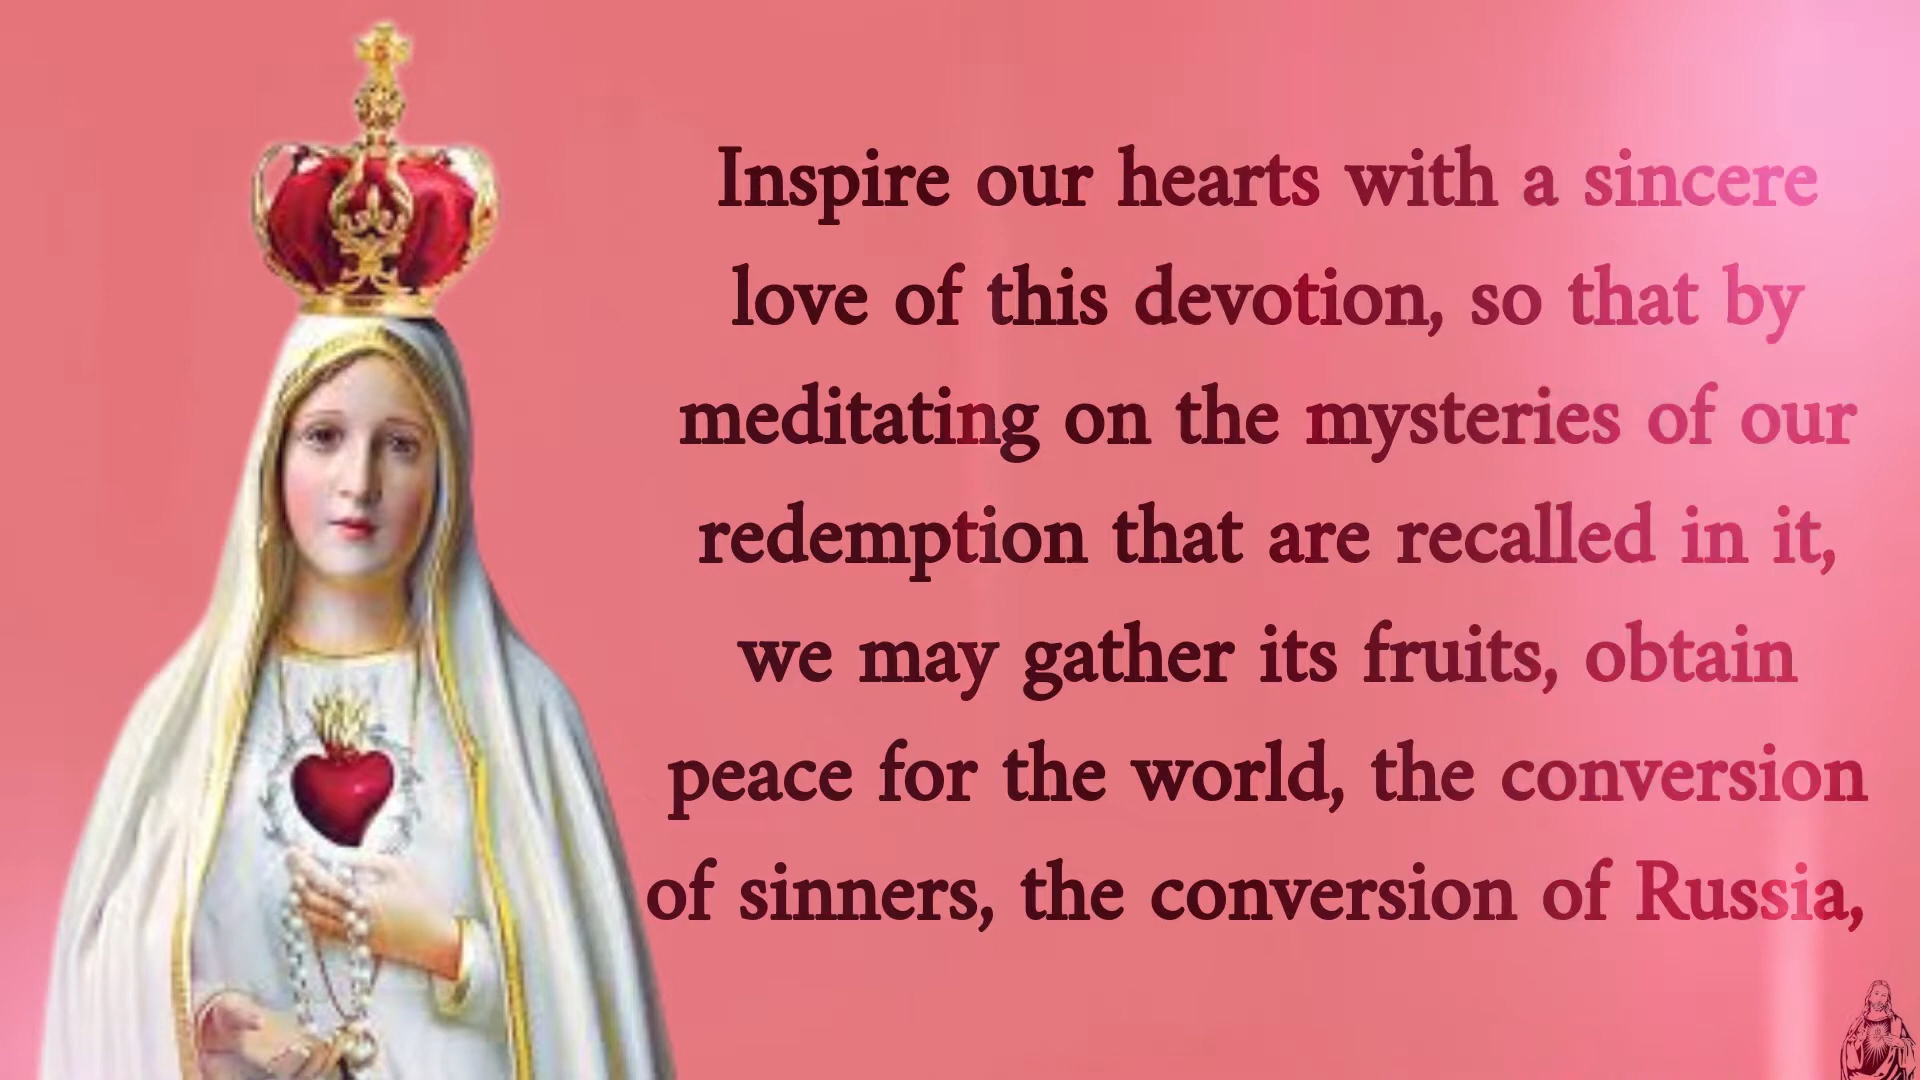 Inspire our hearts with a sincere
love of this devotion, so that by
meditating on the mysteries of our
redemption that are recalled in it,
we may gather its fruits, obtain
peace for the world, the conversion
of sinners, the conversion of Russia,